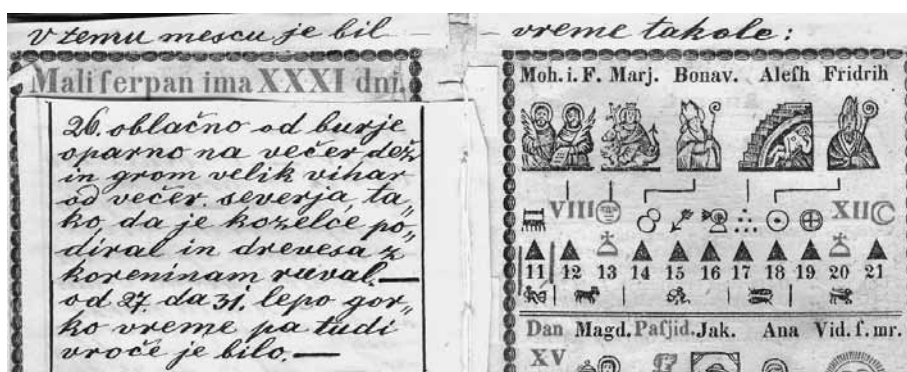 v temu mescu je bil — — vreme takole:
Mali ſerpan ima XXXI dni.
26. oblačno od burje
oparno na večer dež
in grom velik vihar
od večer. severja, ta„
ko, da je kozelce po„
diral in drevesa z
koreninam ruval.—
od 27. da 31. lepo gor„
ko vreme pa tudi
vroče je bilo.—
Moh. i. F. Marj. Bonav. Aleſh Fridrih
VIII XII
11 12 13 14 15 16 17 18 19 20 21
Dan Magd. Paſjid. Jak. Ana Vid. ſ. mr.
XV